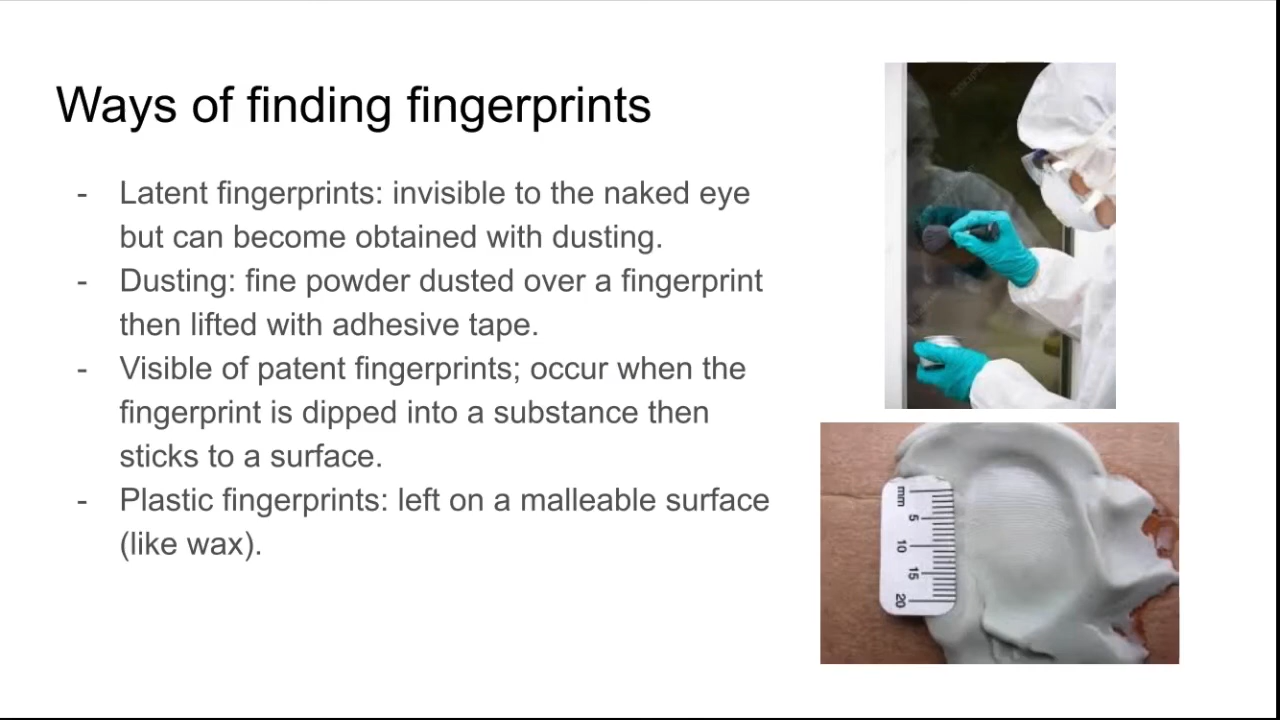 Ways of finding fingerprints
- Latent fingerprints: invisible to the naked eye
but can become obtained with dusting.
- Dusting: fine powder dusted over a fingerprint
then lifted with adhesive tape.
- Visible of patent fingerprints; occur when the
fingerprint is dipped into a substance then
sticks to a surface.
- Plastic fingerprints: left on a malleable surface
(like wax).
mm
5
10
15
20